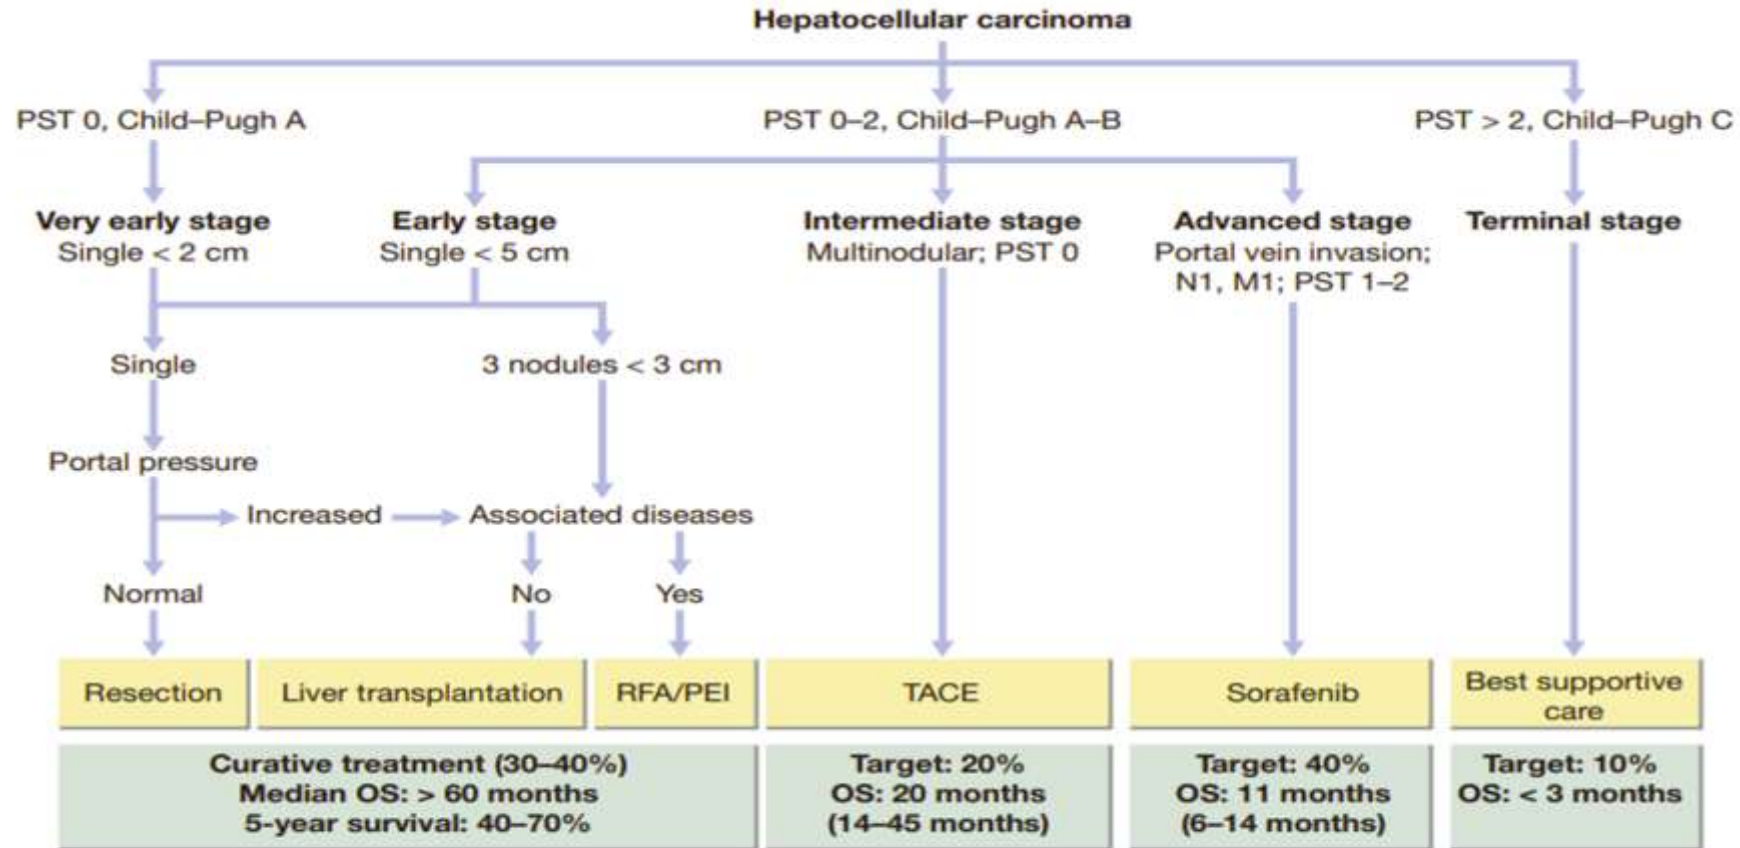 Hepatocellular carcinoma
PST 0, Child–Pugh A
PST 0–2, Child–Pugh A–B
PST > 2, Child–Pugh C
Very early stage
Single < 2 cm
Early stage
Single < 5 cm
Intermediate stage
Multinodular; PST 0
Advanced stage
Portal vein invasion;
N1, M1; PST 1–2
Terminal stage
Single
3 nodules < 3 cm
Portal pressure
Increased
Associated diseases
Normal
No
Yes
Resection
Liver transplantation
RFA/PEI
TACE
Sorafenib
Best supportive
care
Curative treatment (30–40%)
Median OS: > 60 months
5-year survival: 40–70%
Target: 20%
OS: 20 months
(14–45 months)
Target: 40%
OS: 11 months
(6–14 months)
Target: 10%
OS: < 3 months